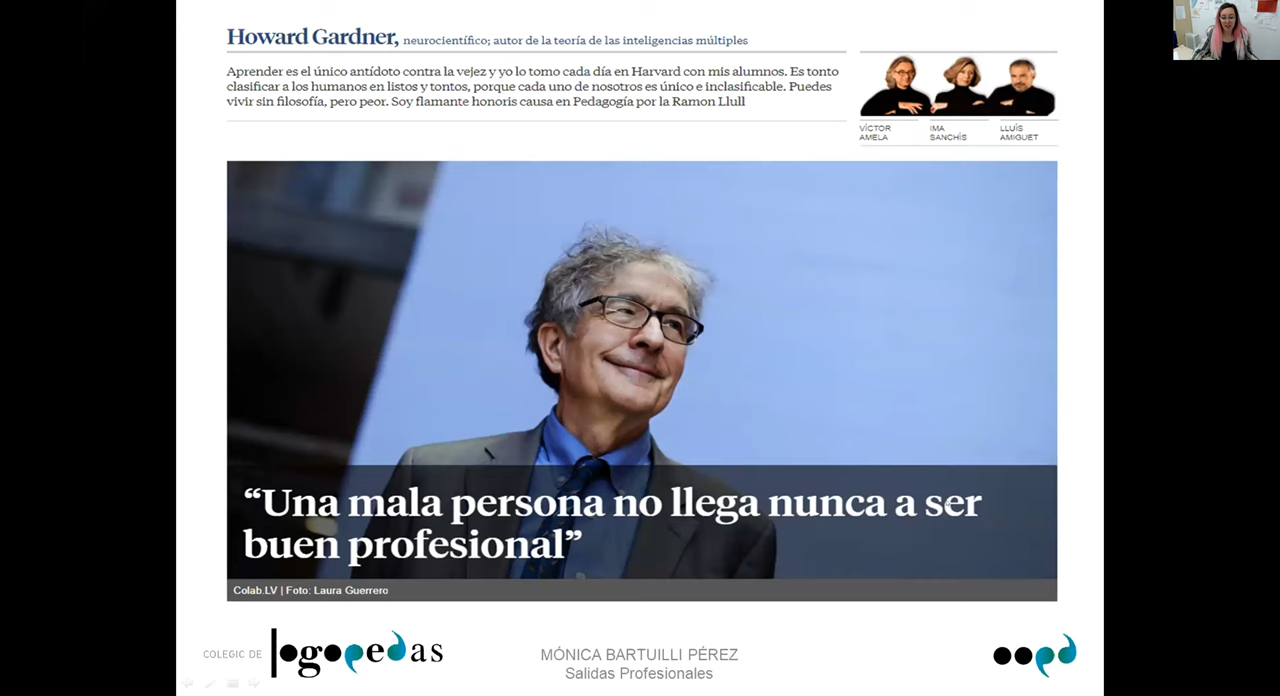 Howard Gardner, neurocientífico; autor de la teoría de las inteligencias múltiples
Aprender es el único antídoto contra la vejez y yo lo tomo cada día en Harvard con mis alumnos. Es tonto
clasificar a los humanos en listos y tontos, porque cada uno de nosotros es único e inclasificable. Puedes
vivir sin filosofía, pero peor. Soy flamante honoris causa en Pedagogía por la Ramon Llull
VÍCTOR
AMELA
IMA
SANCHÍS
LLUÍS
AMIGUET
“Una mala persona no llega nunca a ser
buen profesional”
Colab.LV | Foto: Laura Guerrero
COLEGIC DE logopedas
MÓNICA BARTUILLI PÉREZ
Salidas Profesionales